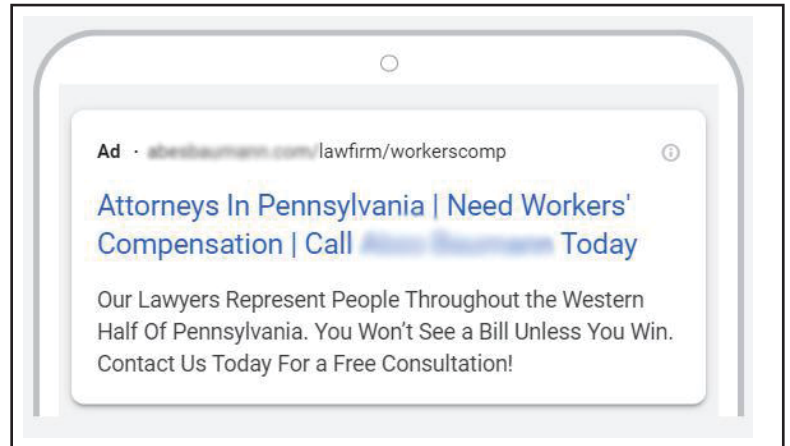 Ad · /lawfirm/workerscomp
Attorneys In Pennsylvania | Need Workers'
Compensation | Call Today
Our Lawyers Represent People Throughout the Western
Half Of Pennsylvania. You Won't See a Bill Unless You Win.
Contact Us Today For a Free Consultation!